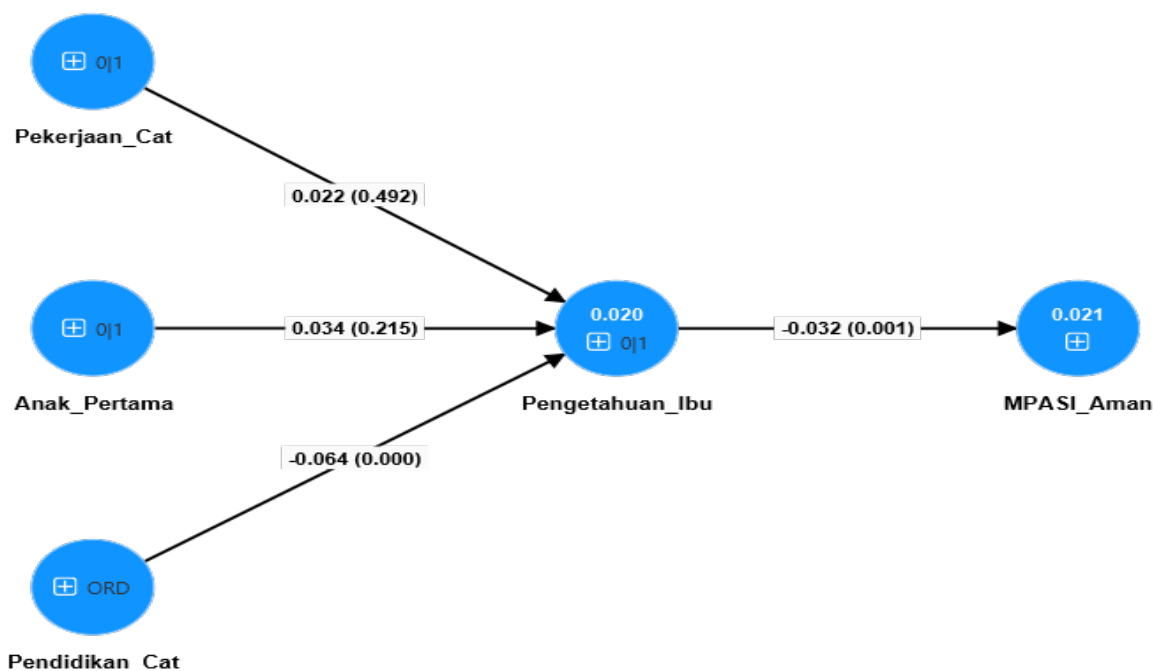 0|1
Pekerjaan_Cat
0.022 (0.492)
0|1
Anak_Pertama
0.034 (0.215)
0.020
0|1
Pengetahuan_Ibu
-0.032 (0.001)
0.021
MPASI_Aman
-0.064 (0.000)
ORD
Pendidikan_Cat